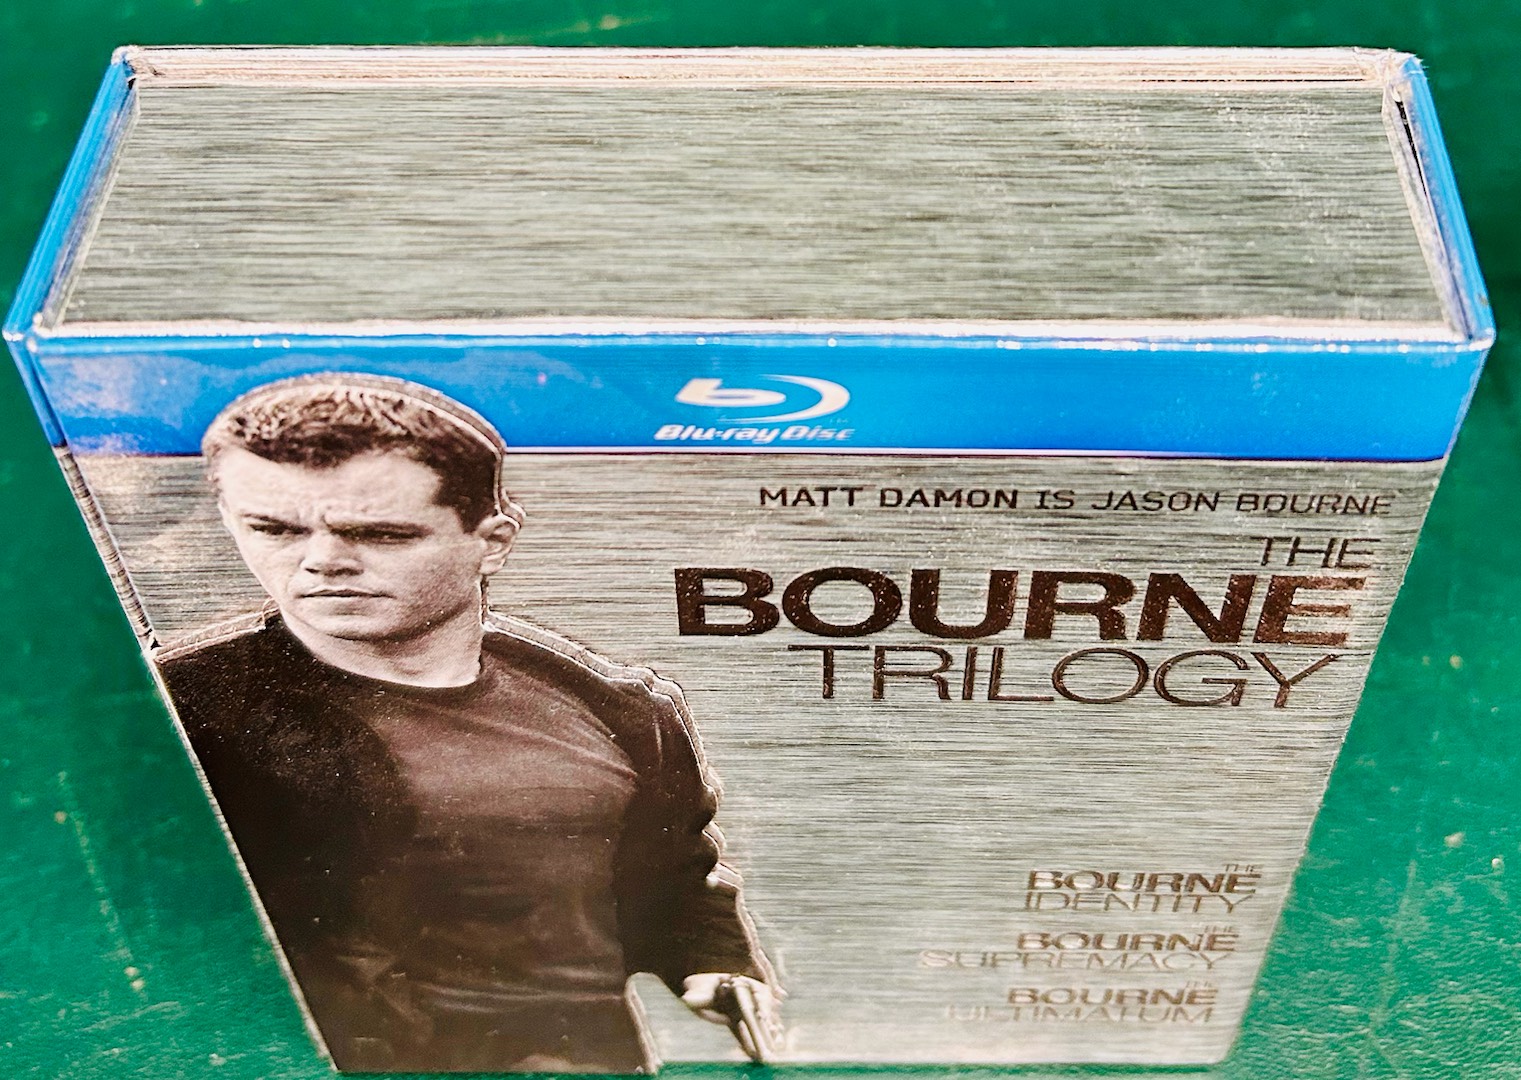 Blu-ray Disc
MATT DAMON IS JASON BOURNE
THE
BOURNE
TRILOGY
THE
BOURNE
IDENTITY
THE
BOURNE
SUPREMACY
THE
BOURNE
ULTIMATUM